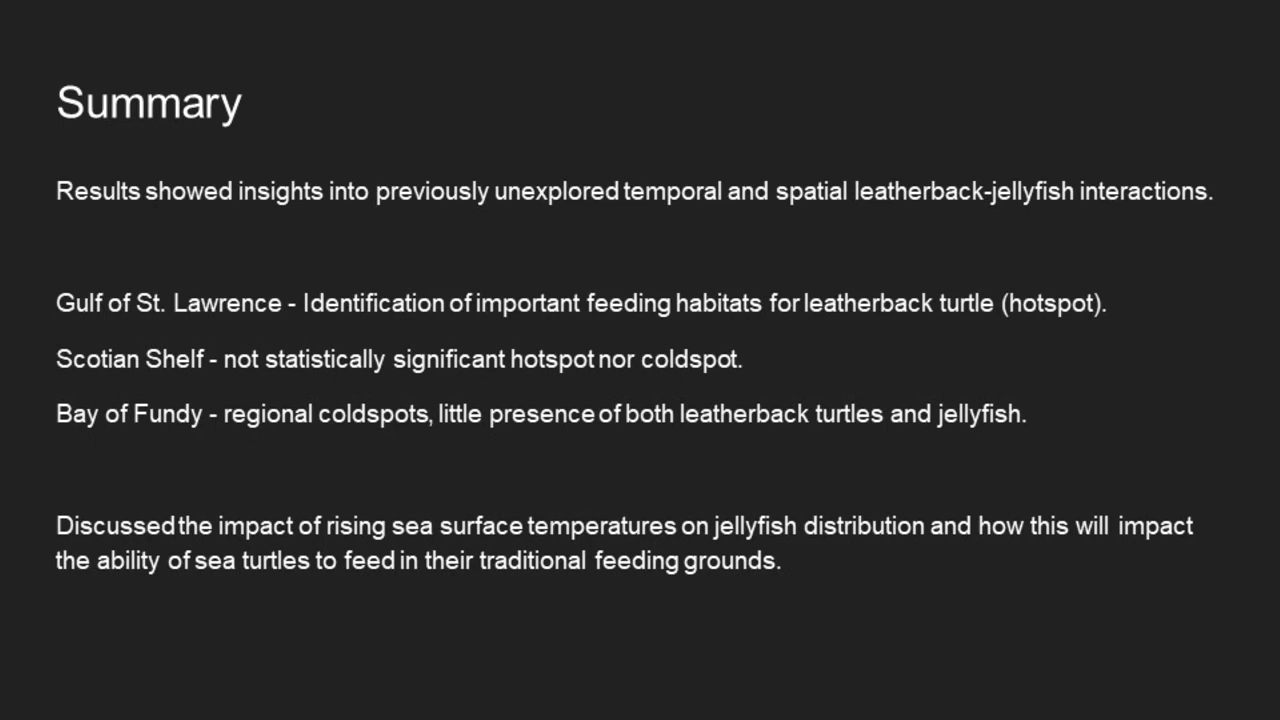 Summary
Results showed insights into previously unexplored temporal and spatial leatherback-jellyfish interactions.
Gulf of St. Lawrence - Identification of important feeding habitats for leatherback turtle (hotspot).
Scotian Shelf - not statistically significant hotspot nor coldspot.
Bay of Fundy - regional coldspots, little presence of both leatherback turtles and jellyfish.
Discussed the impact of rising sea surface temperatures on jellyfish distribution and how this will impact
the ability of sea turtles to feed in their traditional feeding grounds.